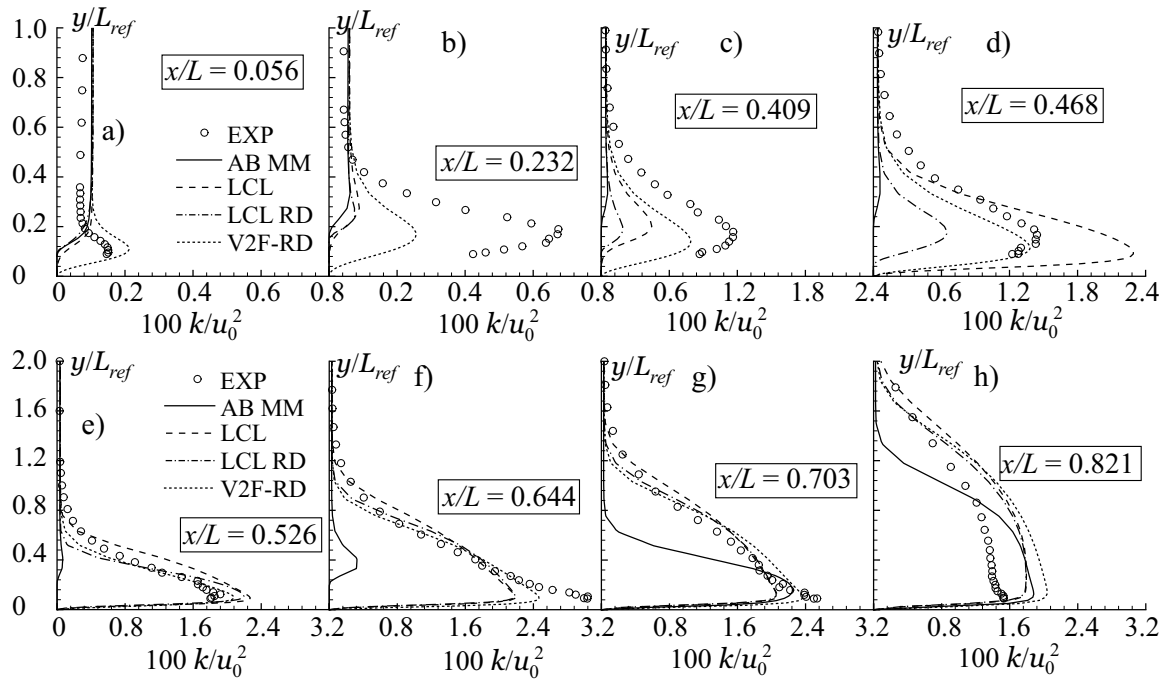 y/L_ref y/L_ref
1.0 b) c) y/L_ref d) y/L_ref
0.8 x/L = 0.056
a) x/L = 0.409 x/L = 0.468
0.6 EXP
AB MM x/L = 0.232
0.4 LCL
LCL RD
0.2 V2F-RD
0
0 0.2 0.4 0.6 0.8 0.2 0.4 0.6 0.8 0.4 0.8 1.2 2.4 0.6 1.2 1.6 2.4
100 k/u_0^2 100 k/u_0^2 100 k/u_0^2 100 k/u_0^2
2.0 y/L_ref y/L_ref y/L_ref y/L_ref
EXP f) g) h)
1.6 AB MM
e) LCL
1.2 LCL RD x/L = 0.821
V2F-RD x/L = 0.644 x/L = 0.703
0.8
x/L = 0.526
0.4
0
0 0.8 1.6 2.4 3.2 0.8 1.6 2.4 3.2 0.8 1.6 2.4 3.2 0.8 1.6 2.4 3.2
100 k/u_0^2 100 k/u_0^2 100 k/u_0^2 100 k/u_0^2